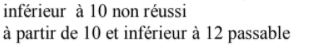 inférieur à 10 non réussi
à partir de 10 et inférieur à 12 passable